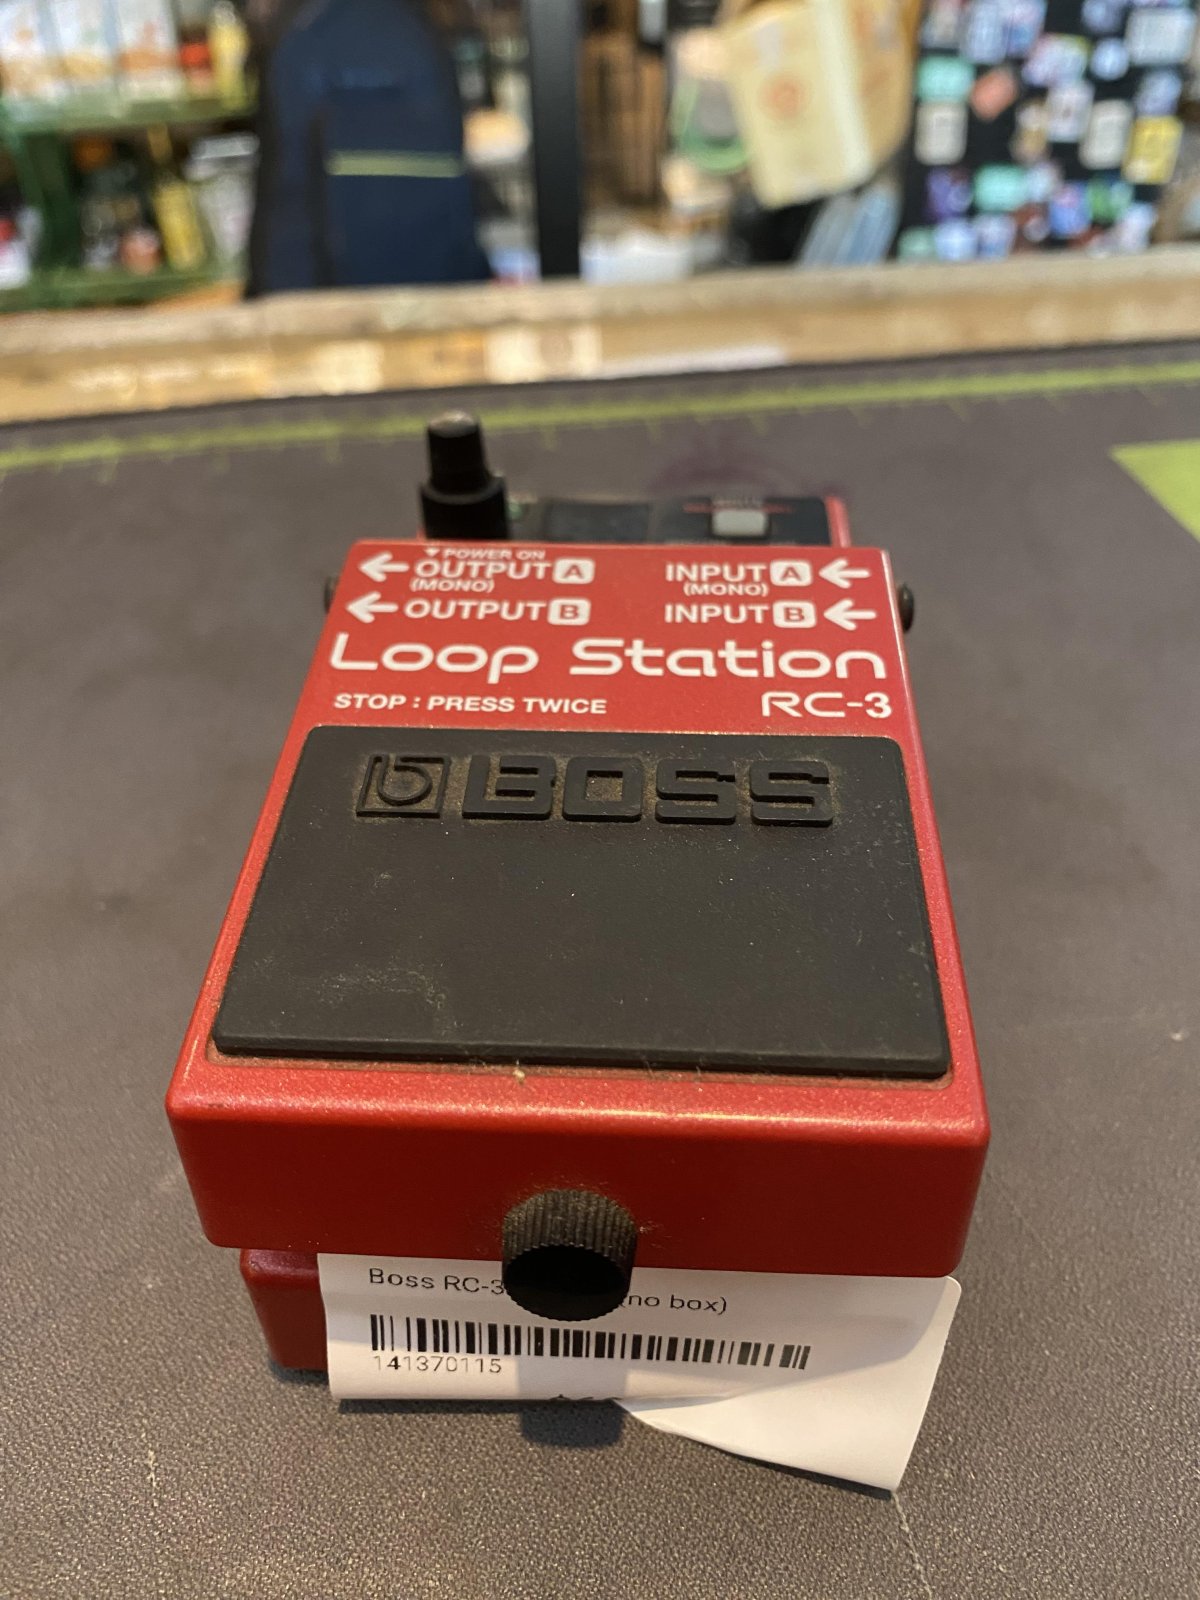 POWER ON
OUTPUT A
(MONO)
OUTPUT B
INPUT A
(MONO)
INPUT B
Loop Station
STOP : PRESS TWICE
RC-3
BOSS
Boss RC-3 (no box)
141370115